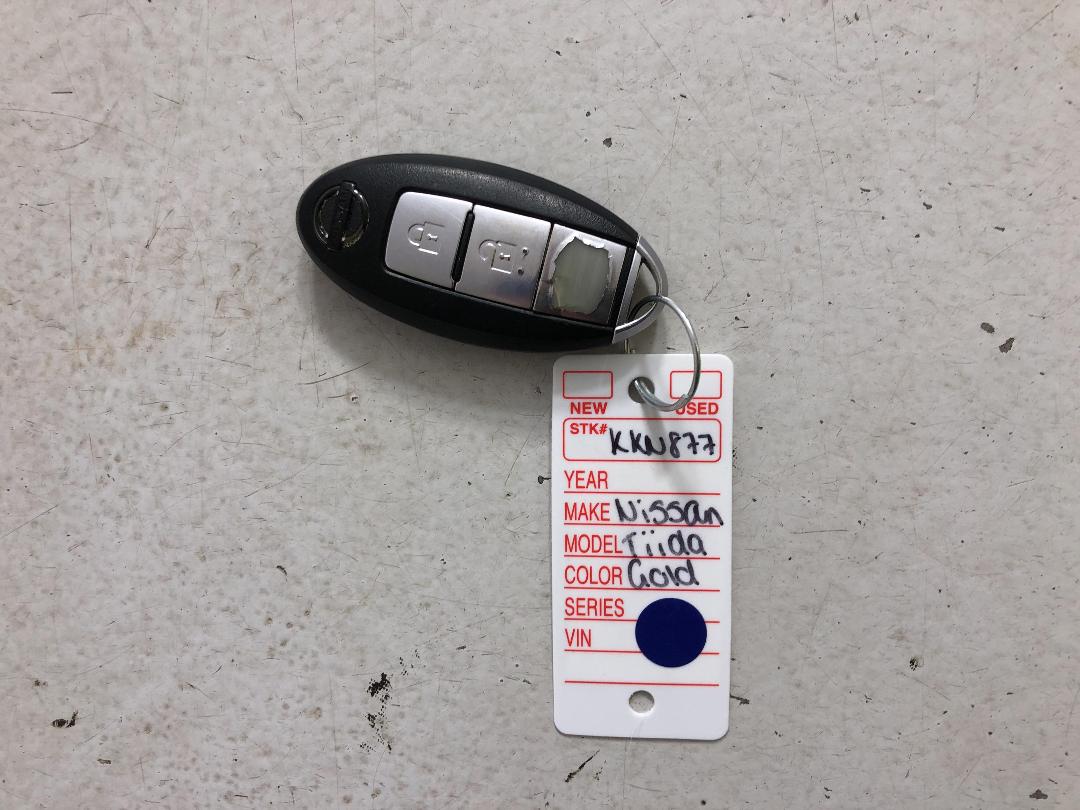 NEW USED
STK# KKN877
YEAR
MAKE Nissan
MODEL Tiida
COLOR Gold
SERIES
VIN